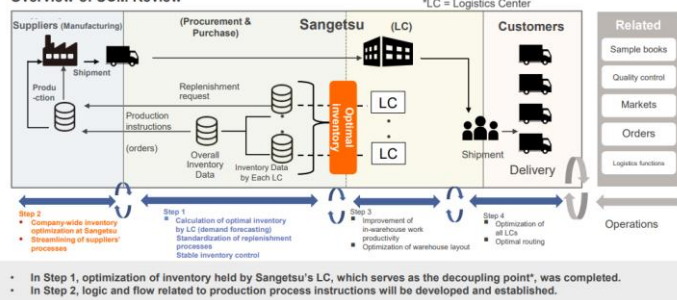 Overview of SCM Review
*LC = Logistics Center
Suppliers (Manufacturing)
(Procurement &
Purchase)
Sangetsu
(LC)
Customers
Related
Sample books
Quality control
Markets
Orders
Logistics functions
Operations
Shipment
Produ
-ction
Replenishment
request
Production
instructions
(orders)
Overall
Inventory
Data
Inventory Data
by Each LC
Optimal
Inventory
LC
LC
Shipment
Delivery
Step 2
Company-wide inventory
optimization at Sangetsu
Streamlining of suppliers'
processes
Step 1
Calculation of optimal inventory
by LC (demand forecasting)
Standardization of replenishment
processes
Stable inventory control
Step 3
Improvement of
in-warehouse work
productivity
Optimization of warehouse layout
Step 4
Optimization of
all LCs
Optimal routing
• In Step 1, optimization of inventory held by Sangetsu's LC, which serves as the decoupling point*, was completed.
• In Step 2, logic and flow related to production process instructions will be developed and established.